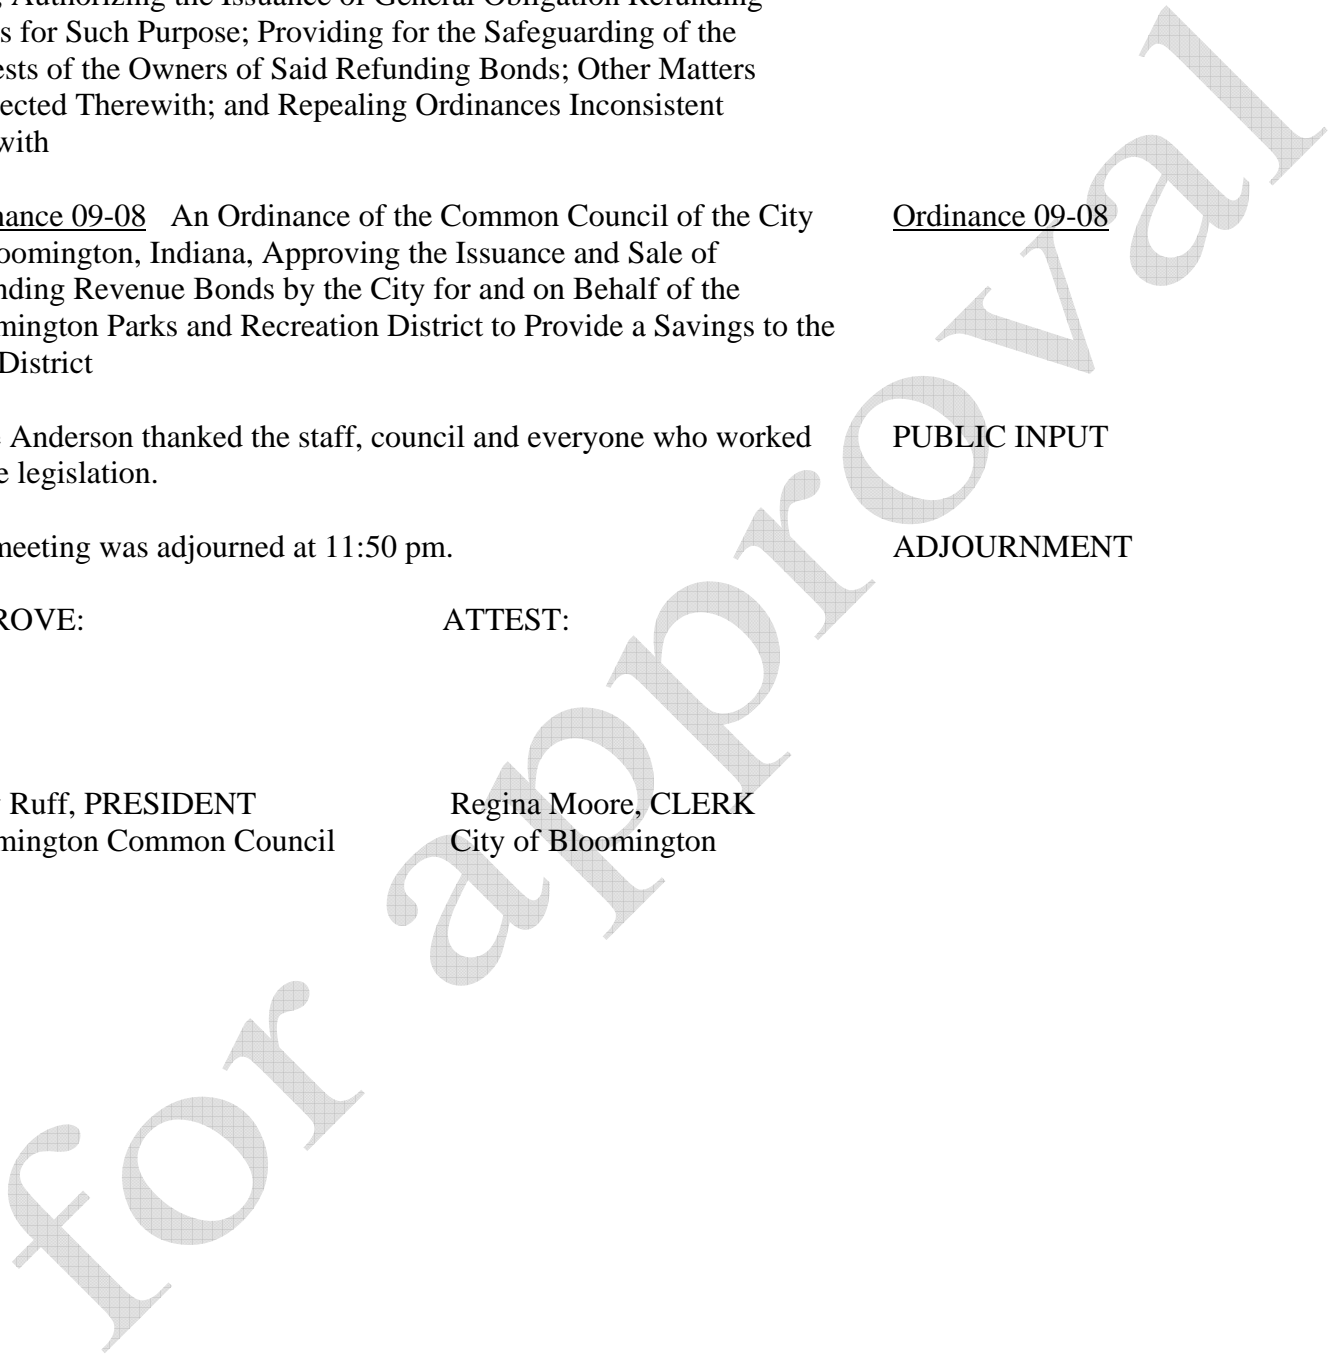 , Authorizing the Issuance of General Obligation Refunding
s for Such Purpose; Providing for the Safeguarding of the
ests of the Owners of Said Refunding Bonds; Other Matters
ected Therewith; and Repealing Ordinances Inconsistent
with
nance 09-08 An Ordinance of the Common Council of the City
oomington, Indiana, Approving the Issuance and Sale of
nding Revenue Bonds by the City for and on Behalf of the
mington Parks and Recreation District to Provide a Savings to the
District
Ordinance 09-08
Anderson thanked the staff, council and everyone who worked
e legislation.
PUBLIC INPUT
meeting was adjourned at 11:50 pm.
ADJOURNMENT
ROVE:
ATTEST:
Ruff, PRESIDENT
mington Common Council
Regina Moore, CLERK
City of Bloomington
for approval